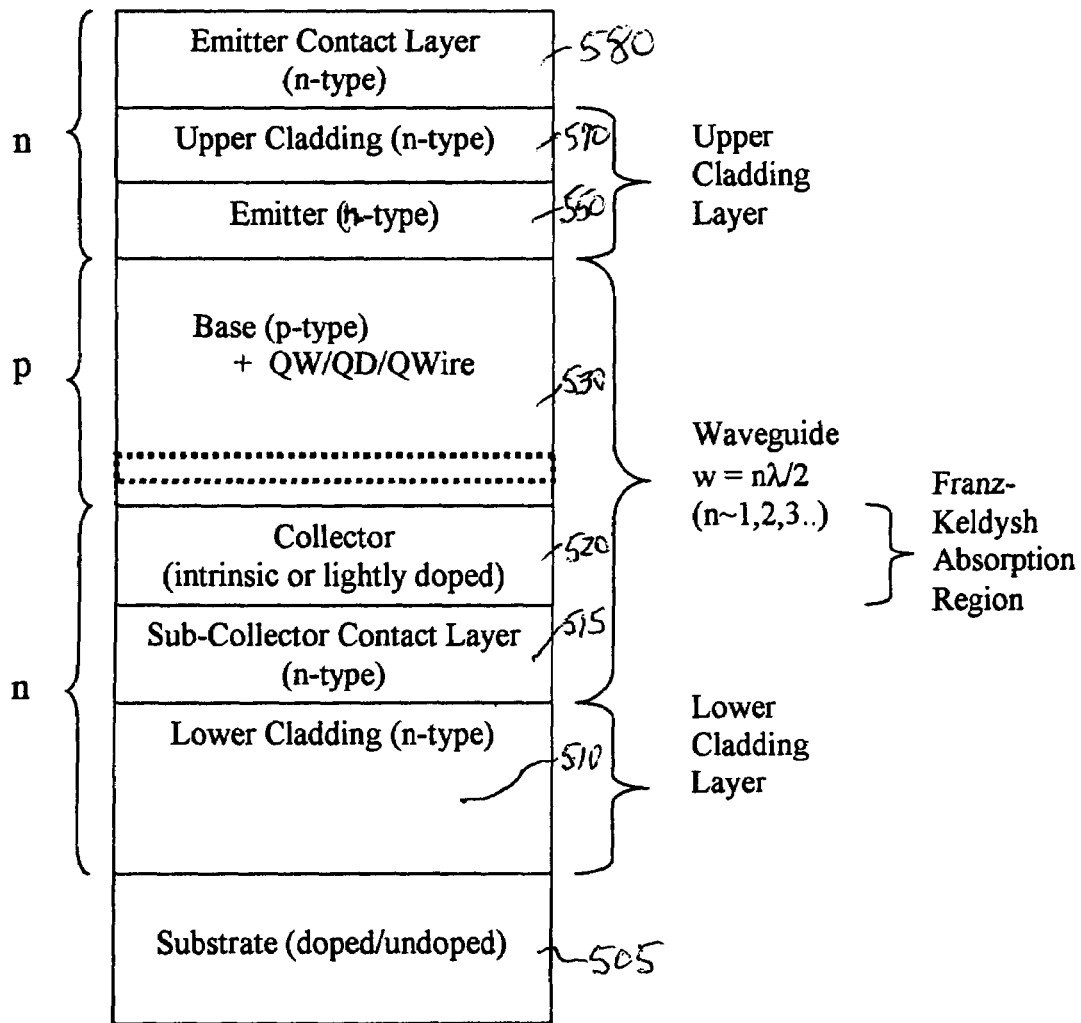 Emitter Contact Layer
(n-type)
580
Upper Cladding (n-type)
570
Emitter (n-type)
550
Upper
Cladding
Layer
n
Base (p-type)
+ QW/QD/QWire
530
p
Waveguide
w = nλ/2
(n~1,2,3..)
Franz-
Keldysh
Absorption
Region
Collector
(intrinsic or lightly doped)
520
Sub-Collector Contact Layer
(n-type)
515
n
Lower Cladding (n-type)
510
Lower
Cladding
Layer
Substrate (doped/undoped)
505